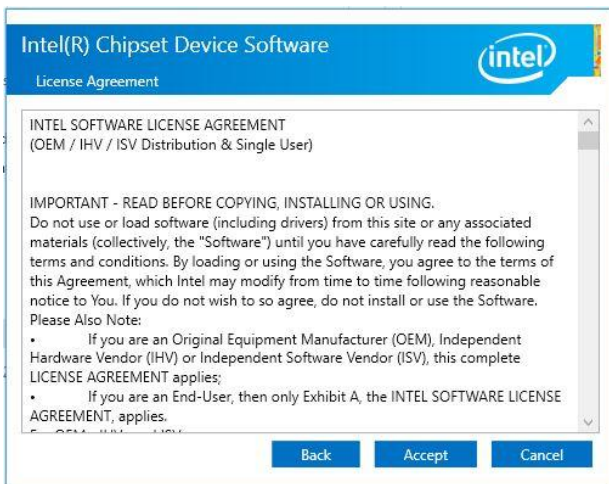 Intel(R) Chipset Device Software
intel
License Agreement
INTEL SOFTWARE LICENSE AGREEMENT
(OEM / IHV / ISV Distribution & Single User)
IMPORTANT - READ BEFORE COPYING, INSTALLING OR USING.
Do not use or load software (including drivers) from this site or any associated
materials (collectively, the "Software") until you have carefully read the following
terms and conditions. By loading or using the Software, you agree to the terms of
this Agreement, which Intel may modify from time to time following reasonable
notice to You. If you do not wish to so agree, do not install or use the Software.
Please Also Note:
• If you are an Original Equipment Manufacturer (OEM), Independent
Hardware Vendor (IHV) or Independent Software Vendor (ISV), this complete
LICENSE AGREEMENT applies;
• If you are an End-User, then only Exhibit A, the INTEL SOFTWARE LICENSE
AGREEMENT, applies.
Back Accept Cancel